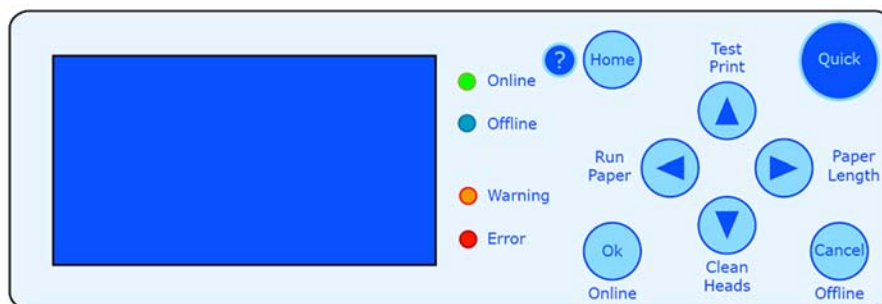 Online
Offline
Warning
Error
?
Home
Test
Print
Quick
Run
Paper
Paper
Length
Ok
Online
Clean
Heads
Cancel
Offline